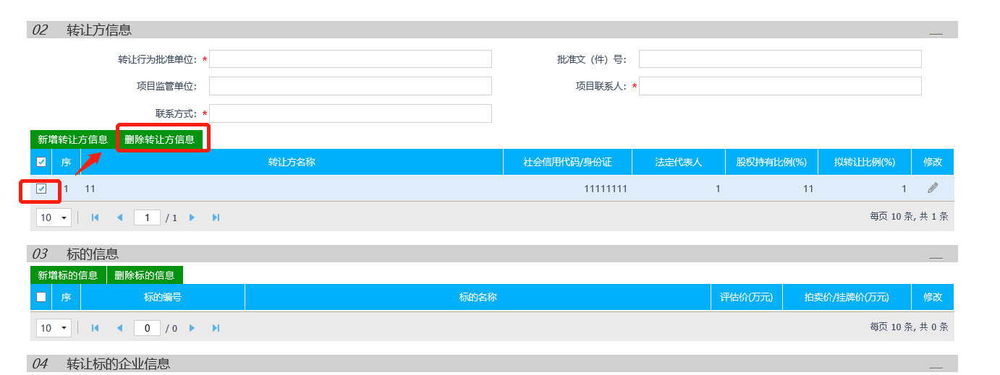 02 转让方信息
转让行为批准单位: * 批准文（件）号:
项目监管单位: 项目联系人: *
联系方式: *
新增转让方信息 删除转让方信息
序 转让方名称 社会信用代码/身份证 法定代表人 股权持有比例(%) 拟转让比例(%) 修改
1 11 11111111 1 11 1
10 1 / 1 每页 10 条, 共 1 条
03 标的信息
新增标的信息 删除标的信息
序 标的编号 标的名称 评估价(万元) 拍卖价/挂牌价(万元) 修改
10 0 / 0 每页 10 条, 共 0 条
04 转让标的企业信息